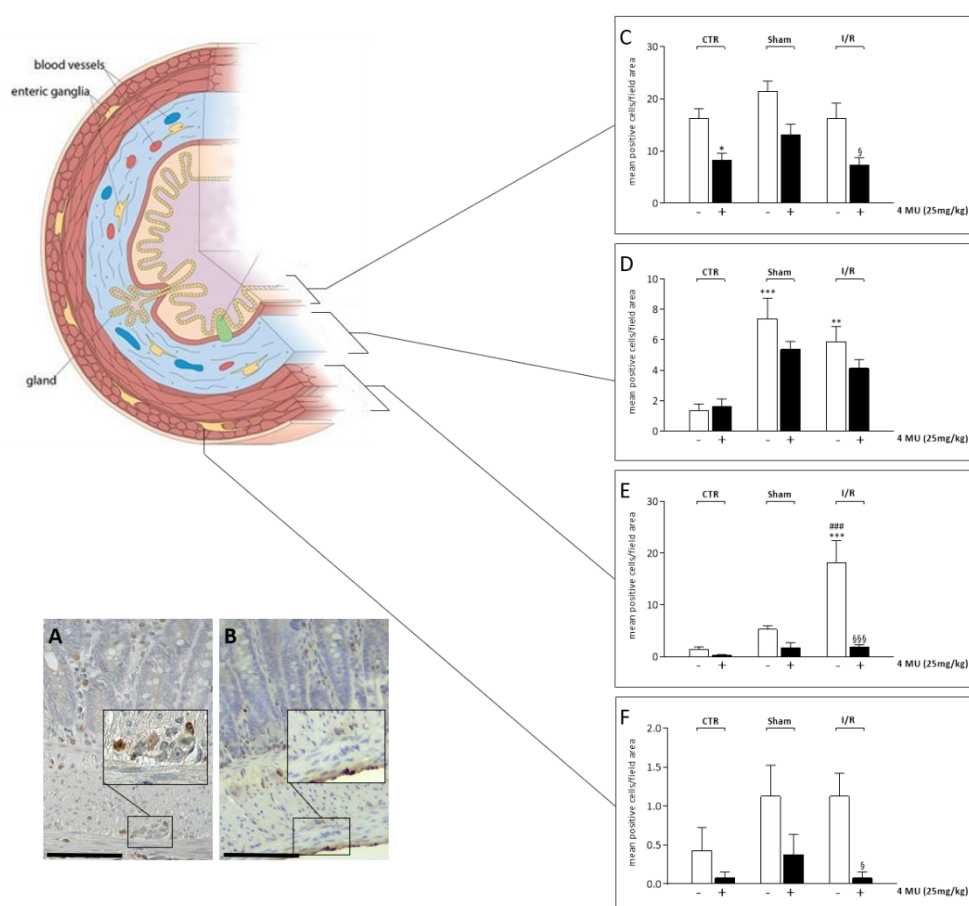 blood vessels
enteric ganglia
gland
A
B
C
CTR Sham I/R
mean positive cells/field area
30
20
10
0
*
§
- + - + - + 4 MU (25mg/kg)
D
CTR Sham I/R
mean positive cells/field area
10
8
6
4
2
0
***
**
- + - + - + 4 MU (25mg/kg)
E
CTR Sham I/R
mean positive cells/field area
30
20
10
0
###
***
§§§
- + - + - + 4 MU (25mg/kg)
F
CTR Sham I/R
mean positive cells/field area
2.0
1.5
1.0
0.5
0.0
§
- + - + - + 4 MU (25mg/kg)